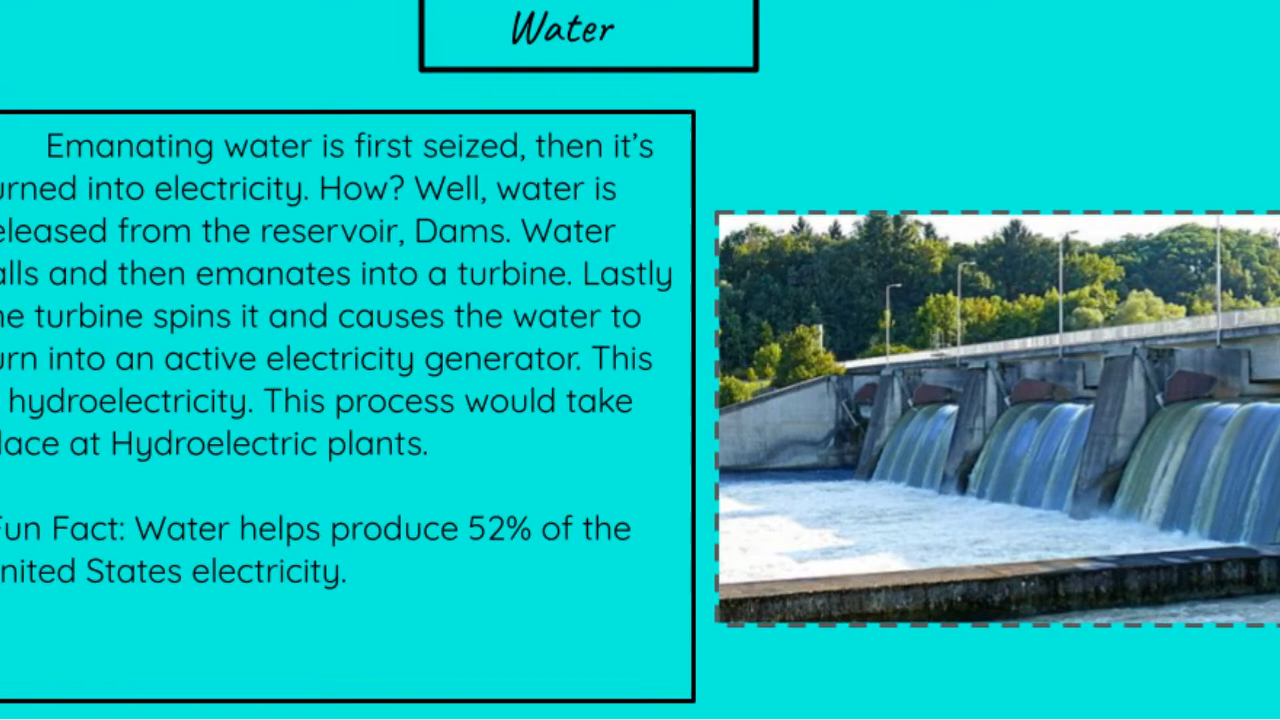 Water
Emanating water is first seized, then it's
urned into electricity. How? Well, water is
eleased from the reservoir, Dams. Water
alls and then emanates into a turbine. Lastly
he turbine spins it and causes the water to
urn into an active electricity generator. This
hydroelectricity. This process would take
lace at Hydroelectric plants.
Fun Fact: Water helps produce 52% of the
nited States electricity.